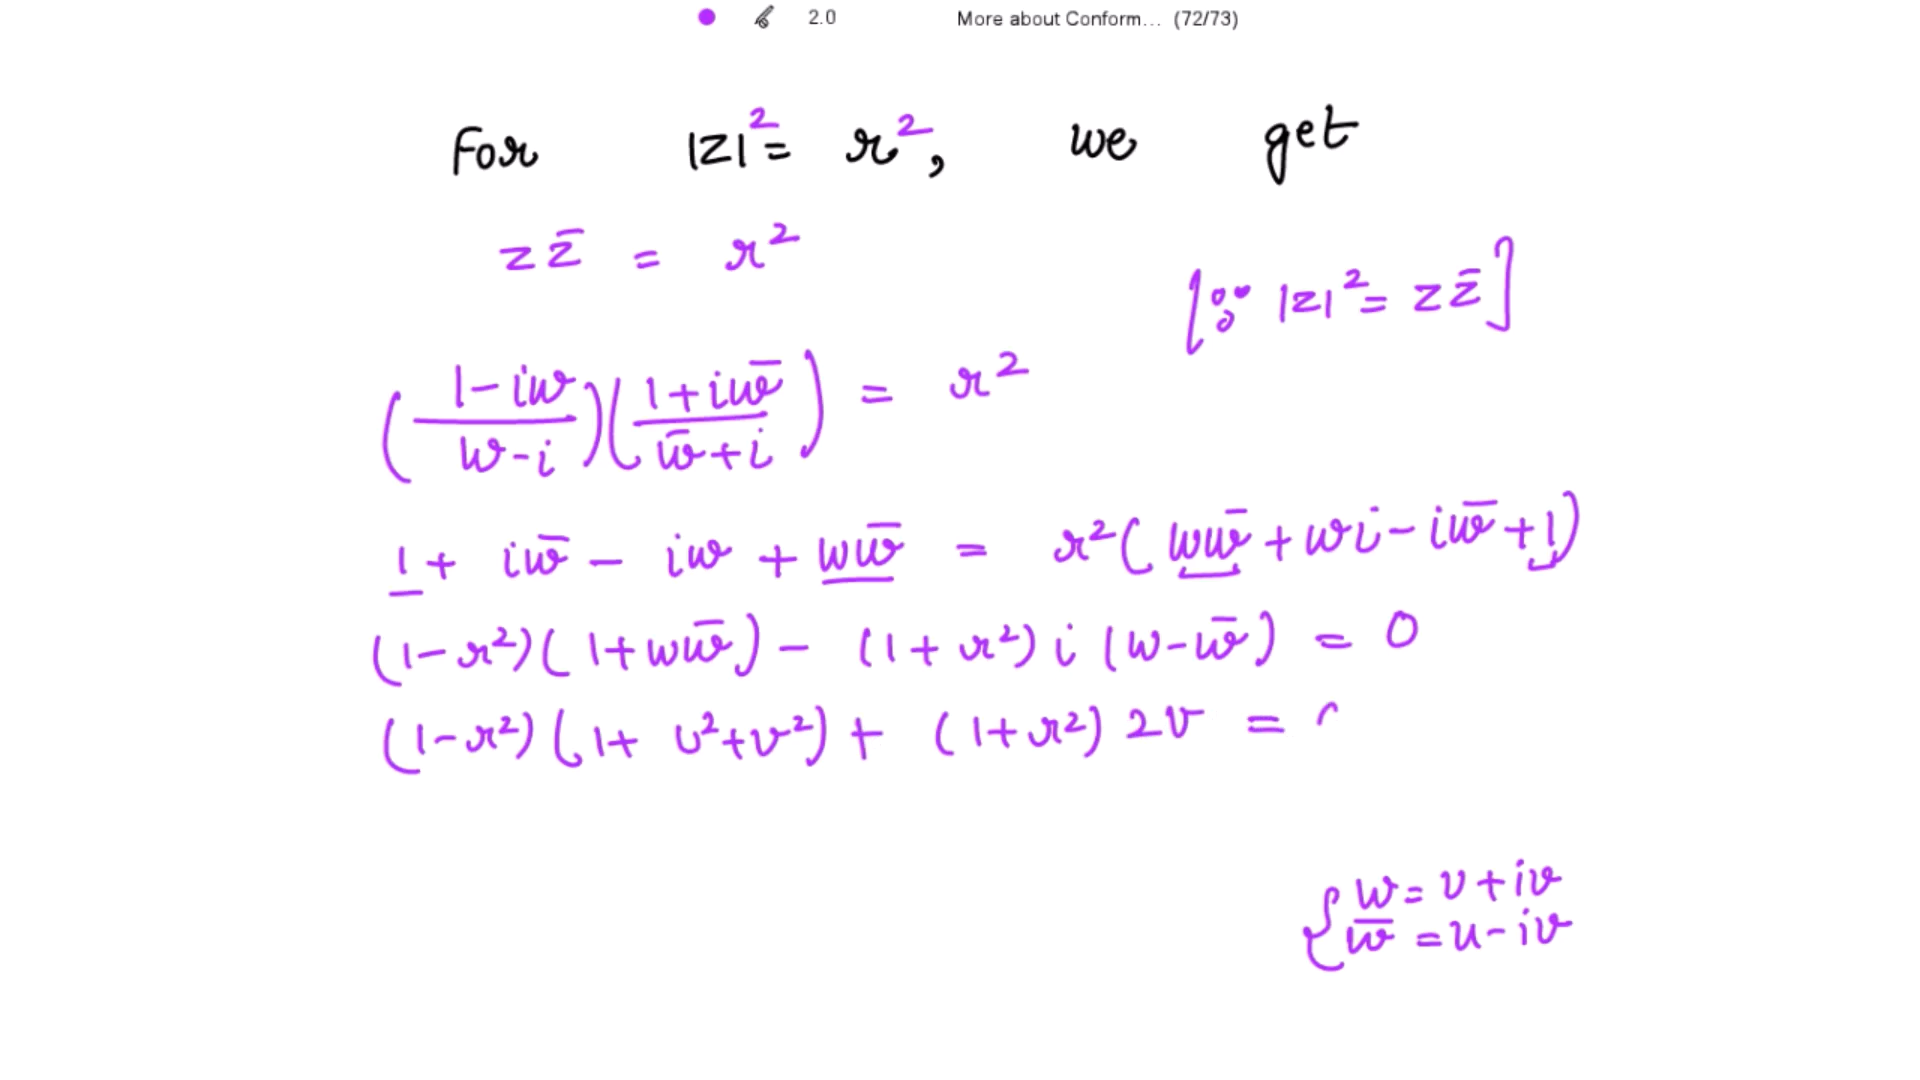 2.0 More about Conform... (72/73)
For |z|² = r², we get
z z̄ = r²
[∵ |z|² = z z̄]
((1-iw)/(w-i)) ((1+iw̄)/(w̄+i)) = r²
1 + iw̄ - iw + ww̄ = r²(ww̄ + wi - iw̄ + 1)
(1-r²)(1+ww̄) - (1+r²) i (w-w̄) = 0
(1-r²)(1+u²+v²) + (1+r²) 2v =
{w = u+iv
w̄ = u-iv